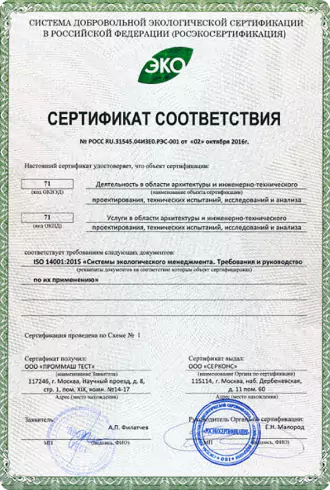 СИСТЕМА ДОБРОВОЛЬНОЙ ЭКОЛОГИЧЕСКОЙ СЕРТИФИКАЦИИ
В РОССИЙСКОЙ ФЕДЕРАЦИИ (РОСЭКОСЕРТИФИКАЦИЯ)
ЭКО
СЕРТИФИКАТ СООТВЕТСТВИЯ
№ РОСС RU.31545.04ИЗЕ0.РЭС-001 от «02» октября 2016г.
Настоящий сертификат удостоверяет, что объект сертификации:
71 Деятельность в области архитектуры и инженерно-технического
(код ОКВЭД) (наименование объекта сертификации)
проектирования, технических испытаний, исследований и анализа
71 Услуги в области архитектуры и инженерно-технического
(код ОКПД) проектирования, технических испытаний, исследований и анализа
соответствует требованиям следующих документов:
ISO 14001:2015 «Системы экологического менеджмента. Требования и руководство
(реквизиты документов на соответствие которым объект сертифицирован)
по их применению»
Сертификация проведена по Схеме № 1
Сертификат получил: Сертификат выдал:
ООО «ПРОММАШ ТЕСТ» ООО «СЕРКОНС»
(наименование Заявителя) (наименование Органа по сертификации)
117246, г. Москва, Научный проезд, д. 8, 115114, г. Москва, наб. Дербеневская,
стр. 1, пом. XIX, комн. №14-17 д. 11 пом. 60
Адрес (место нахождения) Адрес (место нахождения)
Заявитель: Руководитель Органа по сертификации:
А.П. Филатчев Е.Н. Малород
МП (подпись, ФИО) МП (подпись, ФИО)